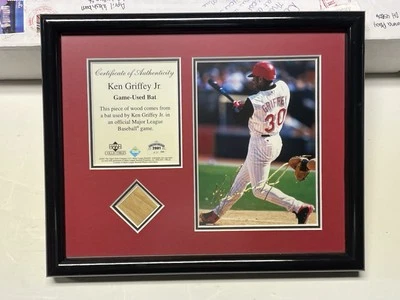 Certificate of Authenticity
Ken Griffey Jr.
Game-Used Bat
This piece of wood comes from
a bat used by Ken Griffey Jr. in
an official Major League
Baseball® game.
GRIFFEY
30